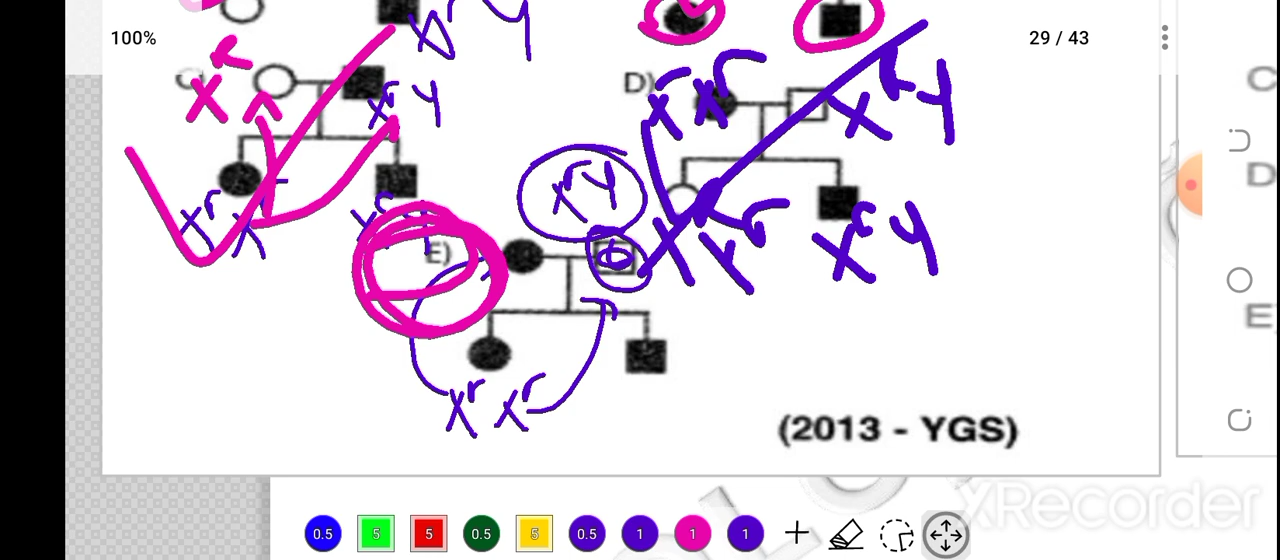 100%
29 / 43
C)
X^R
X^r Y
D)
X^r X^r
X^R Y
X^r X^r
X^r Y
X^r Y
E)
X^R X^r
X^r Y
X^r X^r
(2013 - YGS)
C
D
E
XRecorder
0.5 5 5 0.5 5 0.5 1 1 1